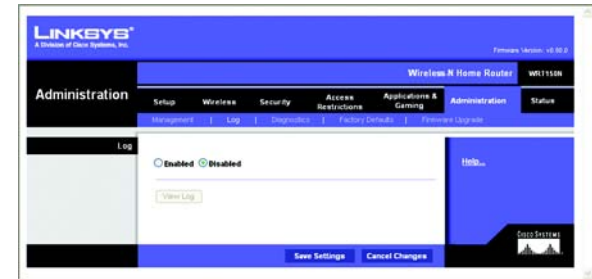 LINKSYS®
A Division of Cisco Systems, Inc.
Firmware Version: v0.00.0
Wireless-N Home Router WRT150N
Administration
Setup Wireless Security Access Restrictions Applications & Gaming Administration Status
Management | Log | Diagnostics | Factory Defaults | Firmware Upgrade
Log
Enabled Disabled
Help...
View Log
CISCO SYSTEMS
Save Settings Cancel Changes